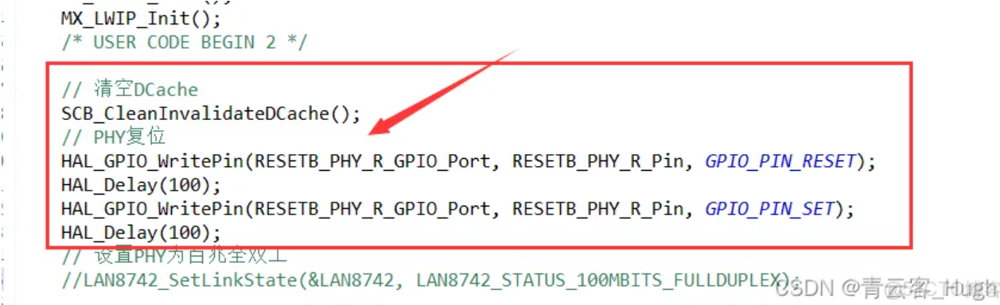 MX_LWIP_Init();
/* USER CODE BEGIN 2 */
// 清空DCache
SCB_CleanInvalidateDCache();
// PHY复位
HAL_GPIO_WritePin(RESETB_PHY_R_GPIO_Port, RESETB_PHY_R_Pin, GPIO_PIN_RESET);
HAL_Delay(100);
HAL_GPIO_WritePin(RESETB_PHY_R_GPIO_Port, RESETB_PHY_R_Pin, GPIO_PIN_SET);
HAL_Delay(100);
// 设置PHY为百兆全双工
//LAN8742_SetLinkState(&LAN8742, LAN8742_STATUS_100MBITS_FULLDUPLEX);
CSDN @青云客_Hugh